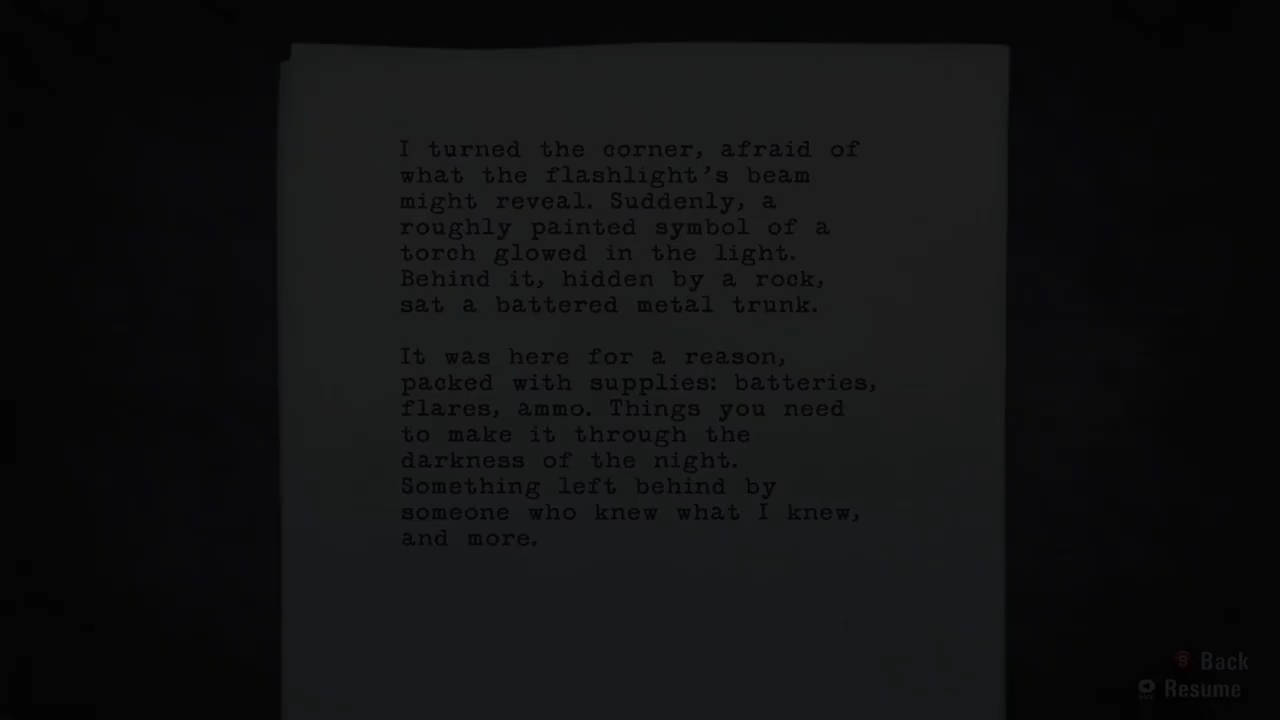 I turned the corner, afraid of
what the flashlight's beam
might reveal. Suddenly, a
roughly painted symbol of a
torch glowed in the light.
Behind it, hidden by a rock,
sat a battered metal trunk.
It was here for a reason,
packed with supplies: batteries,
flares, ammo. Things you need
to make it through the
darkness of the night.
Something left behind by
someone who knew what I knew,
and more.
B Back
Resume